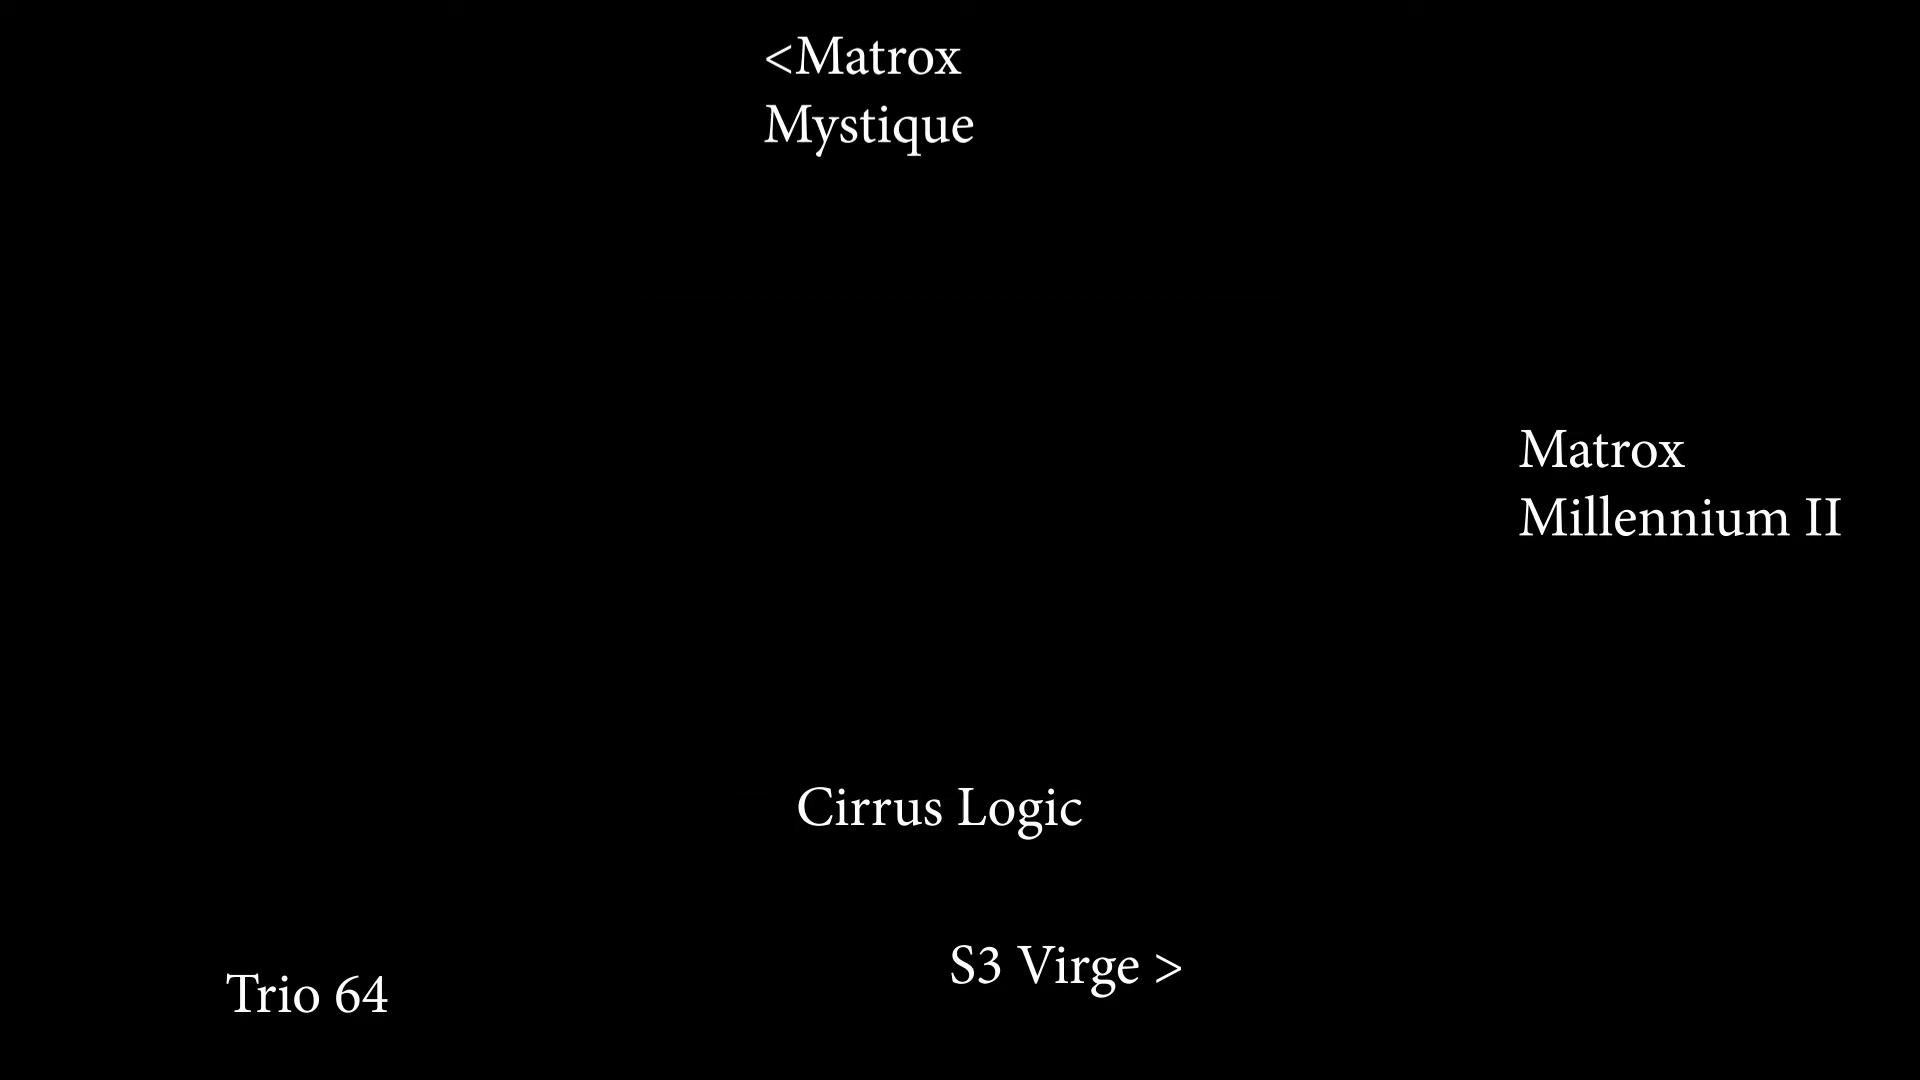 <Matrox
Mystique
Matrox
Millennium II
Cirrus Logic
S3 Virge >
Trio 64